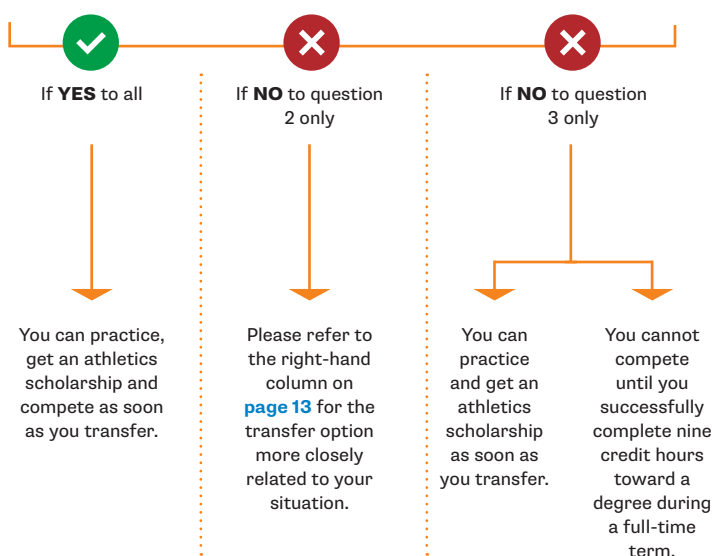 If YES to all
If NO to question
2 only
If NO to question
3 only
You can practice,
get an athletics
scholarship and
compete as soon
as you transfer.
Please refer to
the right-hand
column on
page 13 for the
transfer option
more closely
related to your
situation.
You can
practice
and get an
athletics
scholarship
as soon as
you transfer.
You cannot
compete
until you
successfully
complete nine
credit hours
toward a
degree during
a full-time
term.